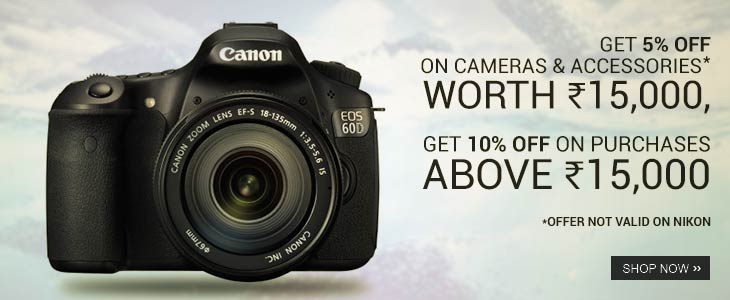 Canon
EOS
60D
CANON ZOOM LENS EF-S 18-135mm 1:3.5-5.6 IS
Φ67mm
CANON INC.
GET 5% OFF
ON CAMERAS & ACCESSORIES*
WORTH ₹15,000,
GET 10% OFF ON PURCHASES
ABOVE ₹15,000
*OFFER NOT VALID ON NIKON
SHOP NOW »